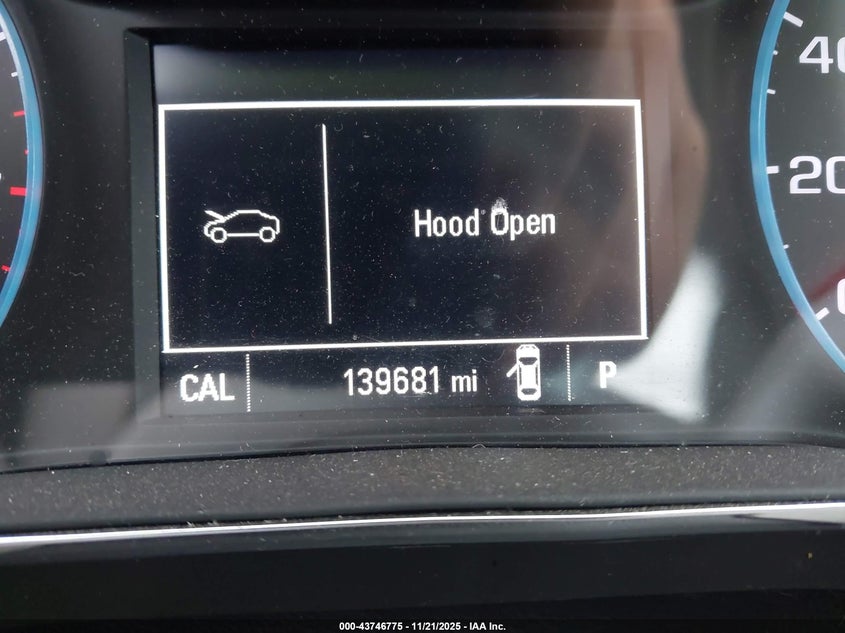 40
20
Hood Open
CAL
139681 mi
P
000-43746775 - 11/21/2025 - IAA Inc.